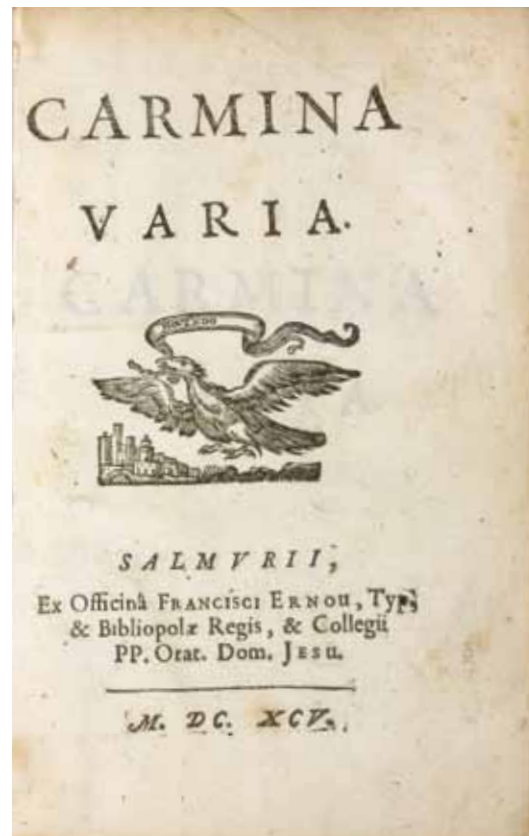 CARMINA
VARIA.
SALMVRII,
Ex Officinâ FRANCISCI ERNOU, Typ.
& Bibliopolæ Regis, & Collegii
PP. Orat. Dom. JESU.
M. DC. XCV.